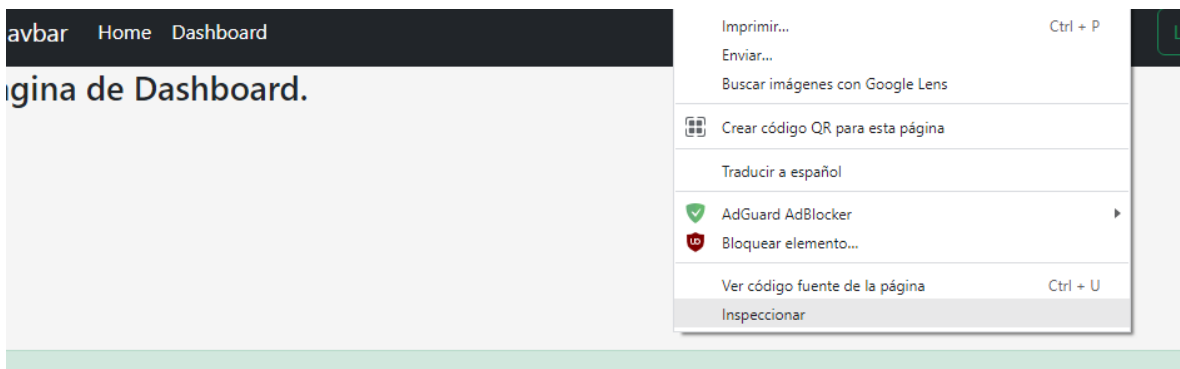 avbar Home Dashboard
gina de Dashboard.
Imprimir... Ctrl + P
Enviar...
Buscar imágenes con Google Lens
Crear código QR para esta página
Traducir a español
AdGuard AdBlocker
Bloquear elemento...
Ver código fuente de la página Ctrl + U
Inspeccionar